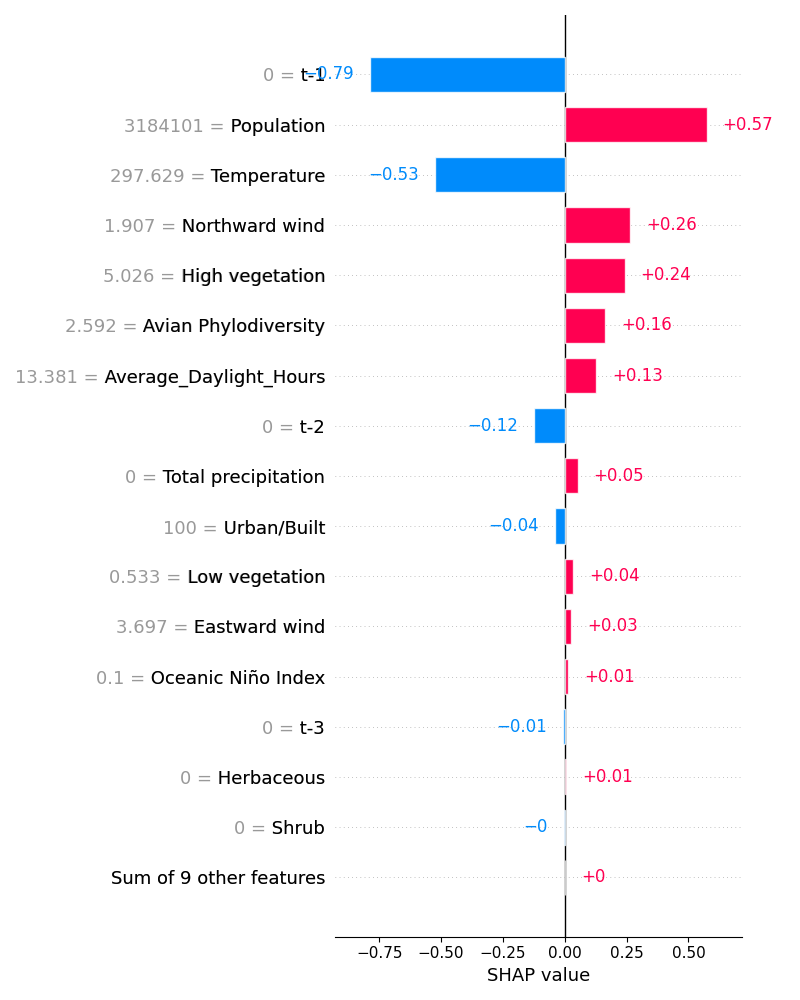 0 = t-1 −0.79
3184101 = Population +0.57
297.629 = Temperature −0.53
1.907 = Northward wind +0.26
5.026 = High vegetation +0.24
2.592 = Avian Phylodiversity +0.16
13.381 = Average_Daylight_Hours +0.13
0 = t-2 −0.12
0 = Total precipitation +0.05
100 = Urban/Built −0.04
0.533 = Low vegetation +0.04
3.697 = Eastward wind +0.03
0.1 = Oceanic Niño Index +0.01
0 = t-3 −0.01
0 = Herbaceous +0.01
0 = Shrub −0
Sum of 9 other features +0
−0.75 −0.50 −0.25 0.00 0.25 0.50
SHAP value